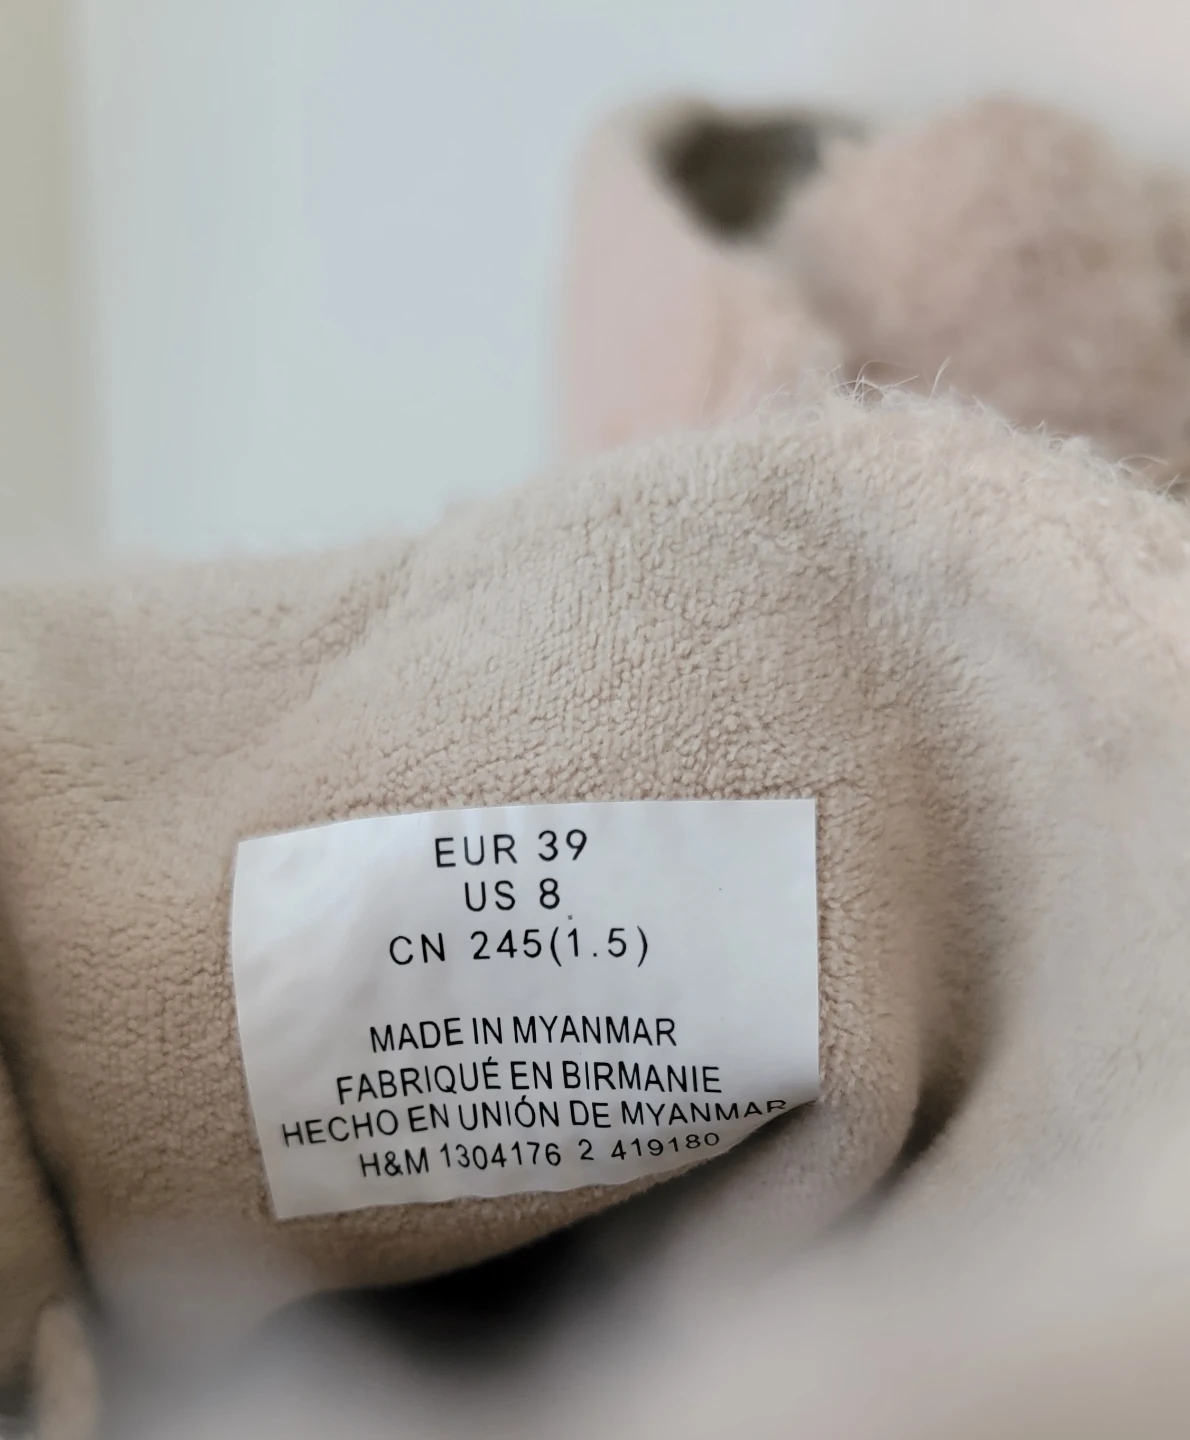 EUR 39
US 8
CN 245(1.5)
MADE IN MYANMAR
FABRIQUÉ EN BIRMANIE
HECHO EN UNIÓN DE MYANMAR
H&M 1304176 2 419180